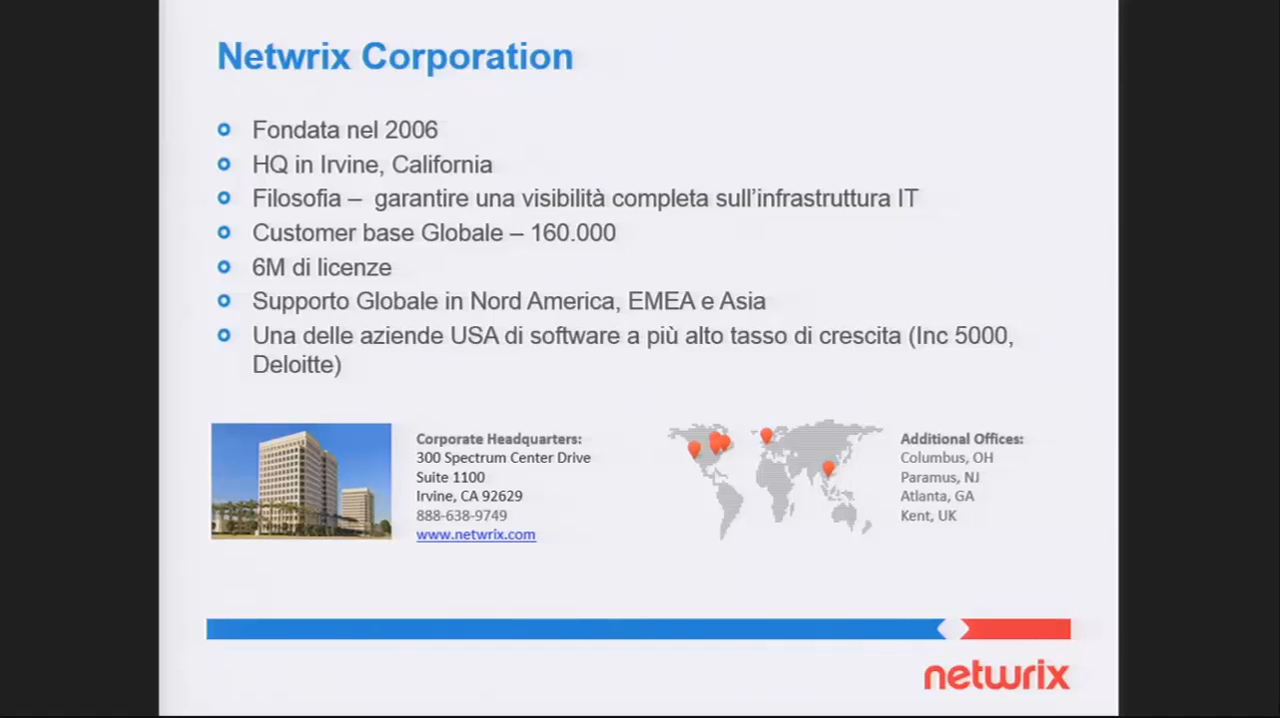 Netwrix Corporation
Fondata nel 2006
HQ in Irvine, California
Filosofia – garantire una visibilità completa sull'infrastruttura IT
Customer base Globale – 160.000
6M di licenze
Supporto Globale in Nord America, EMEA e Asia
Una delle aziende USA di software a più alto tasso di crescita (Inc 5000,
Deloitte)
Corporate Headquarters:
300 Spectrum Center Drive
Suite 1100
Irvine, CA 92629
888-638-9749
www.netwrix.com
Additional Offices:
Columbus, OH
Paramus, NJ
Atlanta, GA
Kent, UK
netwrix